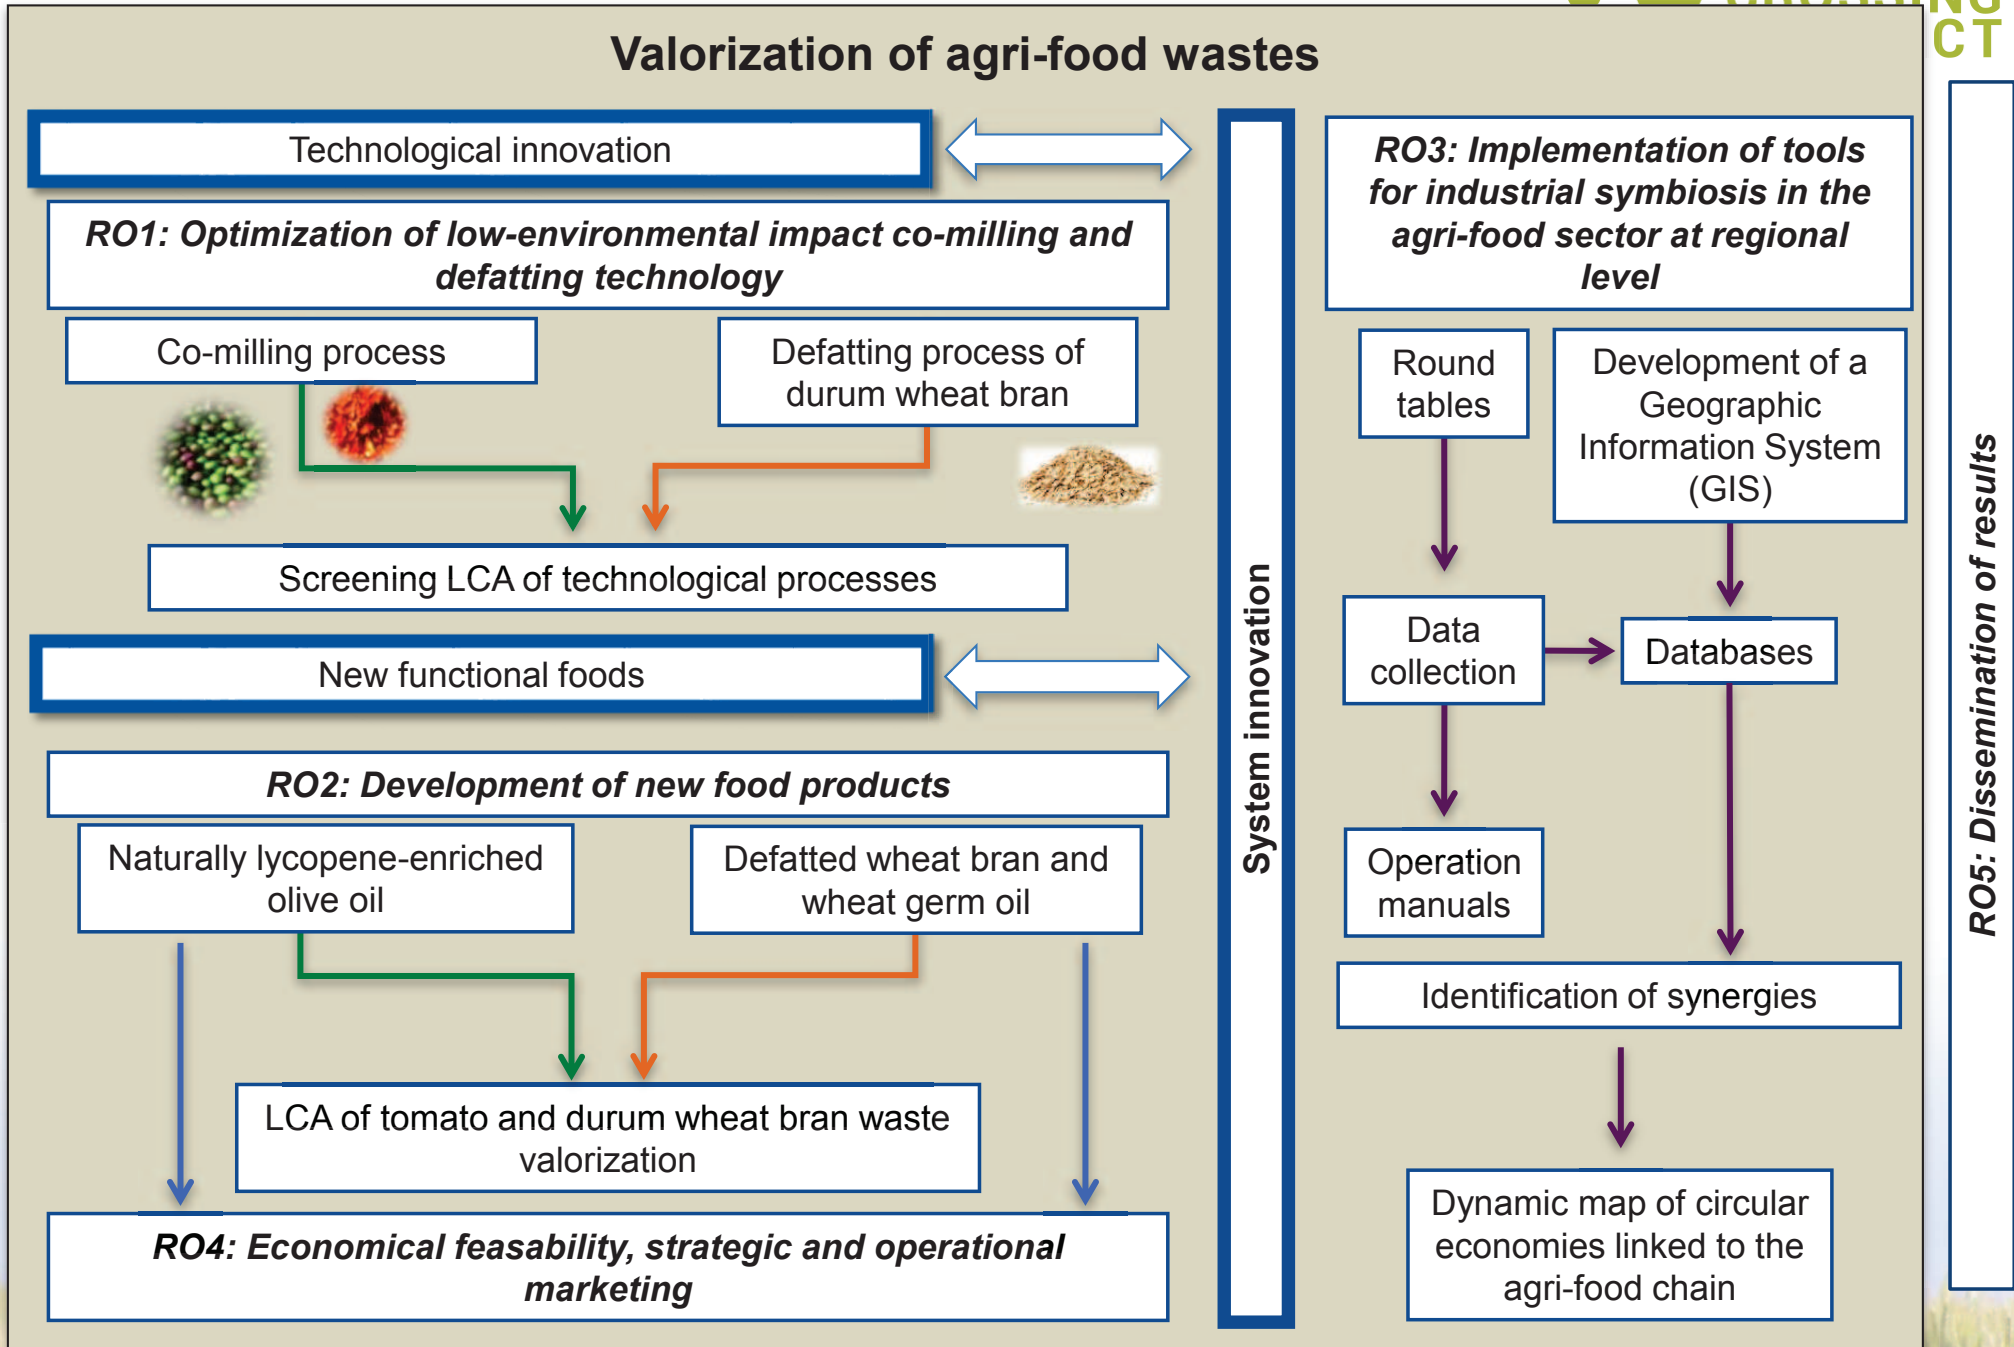 Valorization of agri-food wastes
CT
Technological innovation
RO1: Optimization of low-environmental impact co-milling and
defatting technology
Co-milling process
Defatting process of
durum wheat bran
Screening LCA of technological processes
New functional foods
RO2: Development of new food products
Naturally lycopene-enriched
olive oil
Defatted wheat bran and
wheat germ oil
LCA of tomato and durum wheat bran waste
valorization
RO4: Economical feasability, strategic and operational
marketing
System innovation
RO3: Implementation of tools
for industrial symbiosis in the
agri-food sector at regional
level
Round
tables
Development of a
Geographic
Information System
(GIS)
Data
collection
Databases
Operation
manuals
Identification of synergies
Dynamic map of circular
economies linked to the
agri-food chain
RO5: Dissemination of results